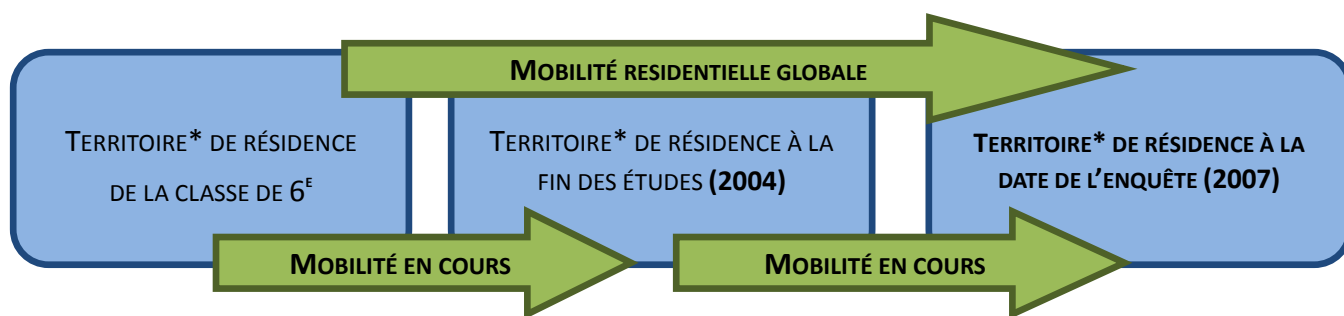 MOBILITÉ RESIDENTIELLE GLOBALE
TERRITOIRE* DE RÉSIDENCE
DE LA CLASSE DE 6E
TERRITOIRE* DE RÉSIDENCE À LA
FIN DES ÉTUDES (2004)
TERRITOIRE* DE RÉSIDENCE À LA
DATE DE L'ENQUÊTE (2007)
MOBILITÉ EN COURS
MOBILITÉ EN COURS